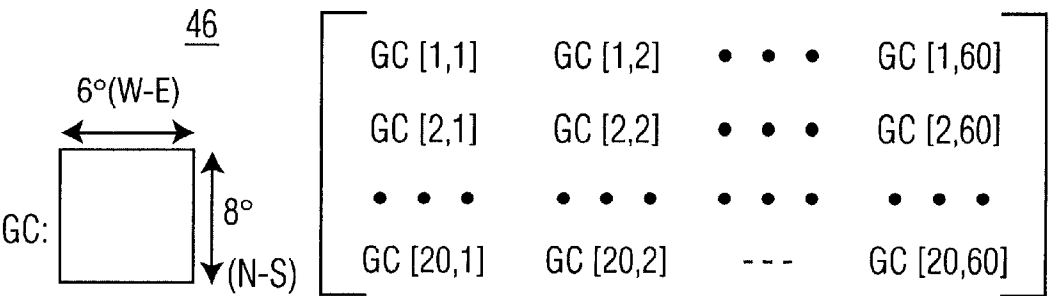 46
6°(W-E)
GC:
8°
(N-S)
GC [1,1] GC [1,2] • • • GC [1,60]
GC [2,1] GC [2,2] • • • GC [2,60]
• • • • • • • • • • • •
GC [20,1] GC [20,2] --- GC [20,60]